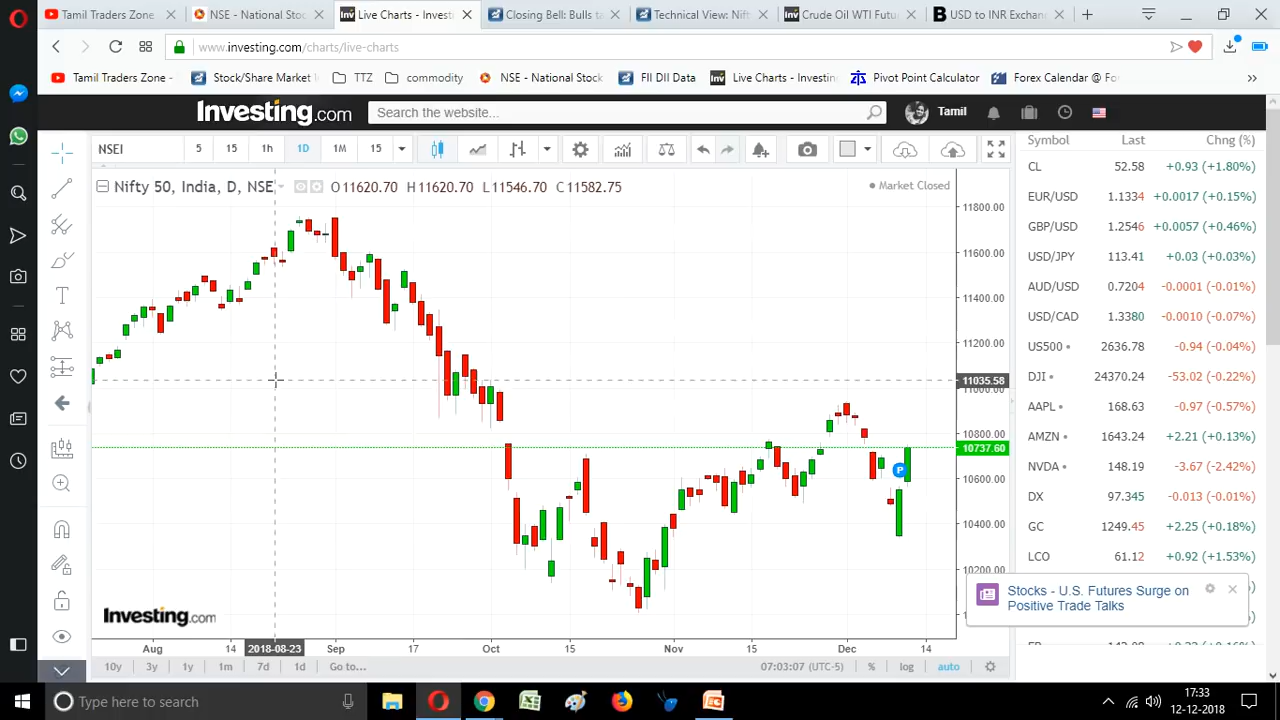 Tamil Traders Zone
NSE - National Stoc
Live Charts - Invest
Closing Bell: Bulls ta
Technical View: Nift
Crude Oil WTI Futu
USD to INR Exchan
www.investing.com/charts/live-charts
Tamil Traders Zone -
Stock/Share Market I
TTZ
commodity
NSE - National Stock
FII DII Data
Live Charts - Investin
Pivot Point Calculator
Forex Calendar @ Fo
Investing.com
Search the website...
Tamil
NSEI
5 15 1h 1D 1M 15
Nifty 50, India, D, NSE
O11620.70 H11620.70 L11546.70 C11582.75
Market Closed
11800.00
11600.00
11400.00
11200.00
11035.58
11000.00
10800.00
10737.60
10600.00
10400.00
10200.00
Investing.com
Aug 14 2018-08-23 Sep 17 Oct 15 Nov 15 Dec 14
10y 3y 1y 1m 7d 1d Go to...
07:03:07 (UTC-5) % log auto
Symbol Last Chng (%)
CL 52.58 +0.93 (+1.80%)
EUR/USD 1.1334 +0.0017 (+0.15%)
GBP/USD 1.2546 +0.0057 (+0.46%)
USD/JPY 113.41 +0.03 (+0.03%)
AUD/USD 0.7204 -0.0001 (-0.01%)
USD/CAD 1.3380 -0.0010 (-0.07%)
US500 2636.78 -0.94 (-0.04%)
DJI 24370.24 -53.02 (-0.22%)
AAPL 168.63 -0.97 (-0.57%)
AMZN 1643.24 +2.21 (+0.13%)
NVDA 148.19 -3.67 (-2.42%)
DX 97.345 -0.013 (-0.01%)
GC 1249.45 +2.25 (+0.18%)
LCO 61.12 +0.92 (+1.53%)
Stocks - U.S. Futures Surge on
Positive Trade Talks
P
Type here to search
17:33
12-12-2018